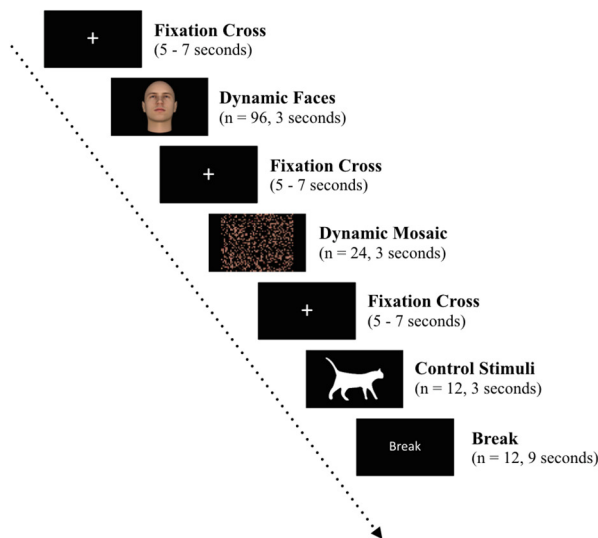 Fixation Cross
(5 - 7 seconds)
Dynamic Faces
(n = 96, 3 seconds)
Fixation Cross
(5 - 7 seconds)
Dynamic Mosaic
(n = 24, 3 seconds)
Fixation Cross
(5 - 7 seconds)
Control Stimuli
(n = 12, 3 seconds)
Break
Break
(n = 12, 9 seconds)